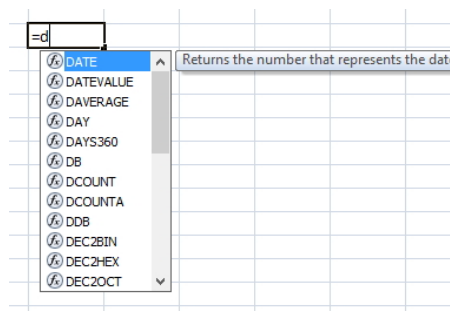 =d
DATE
Returns the number that represents the dat
DATEVALUE
DAVERAGE
DAY
DAYS360
DB
DCOUNT
DCOUNTA
DDB
DEC2BIN
DEC2HEX
DEC2OCT